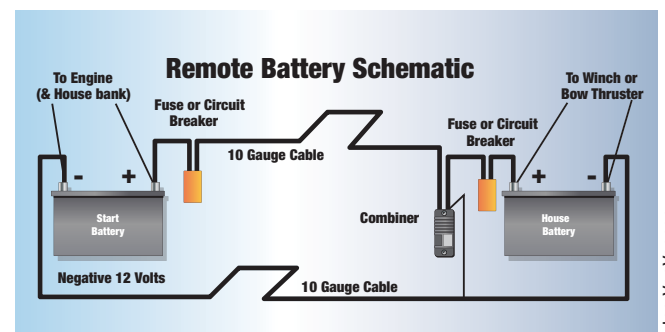 Remote Battery Schematic
To Engine
(& House bank)
Fuse or Circuit
Breaker
10 Gauge Cable
To Winch or
Bow Thruster
Fuse or Circuit
Breaker
- +
+ -
Start
Battery
Combiner
House
Battery
Negative 12 Volts
10 Gauge Cable